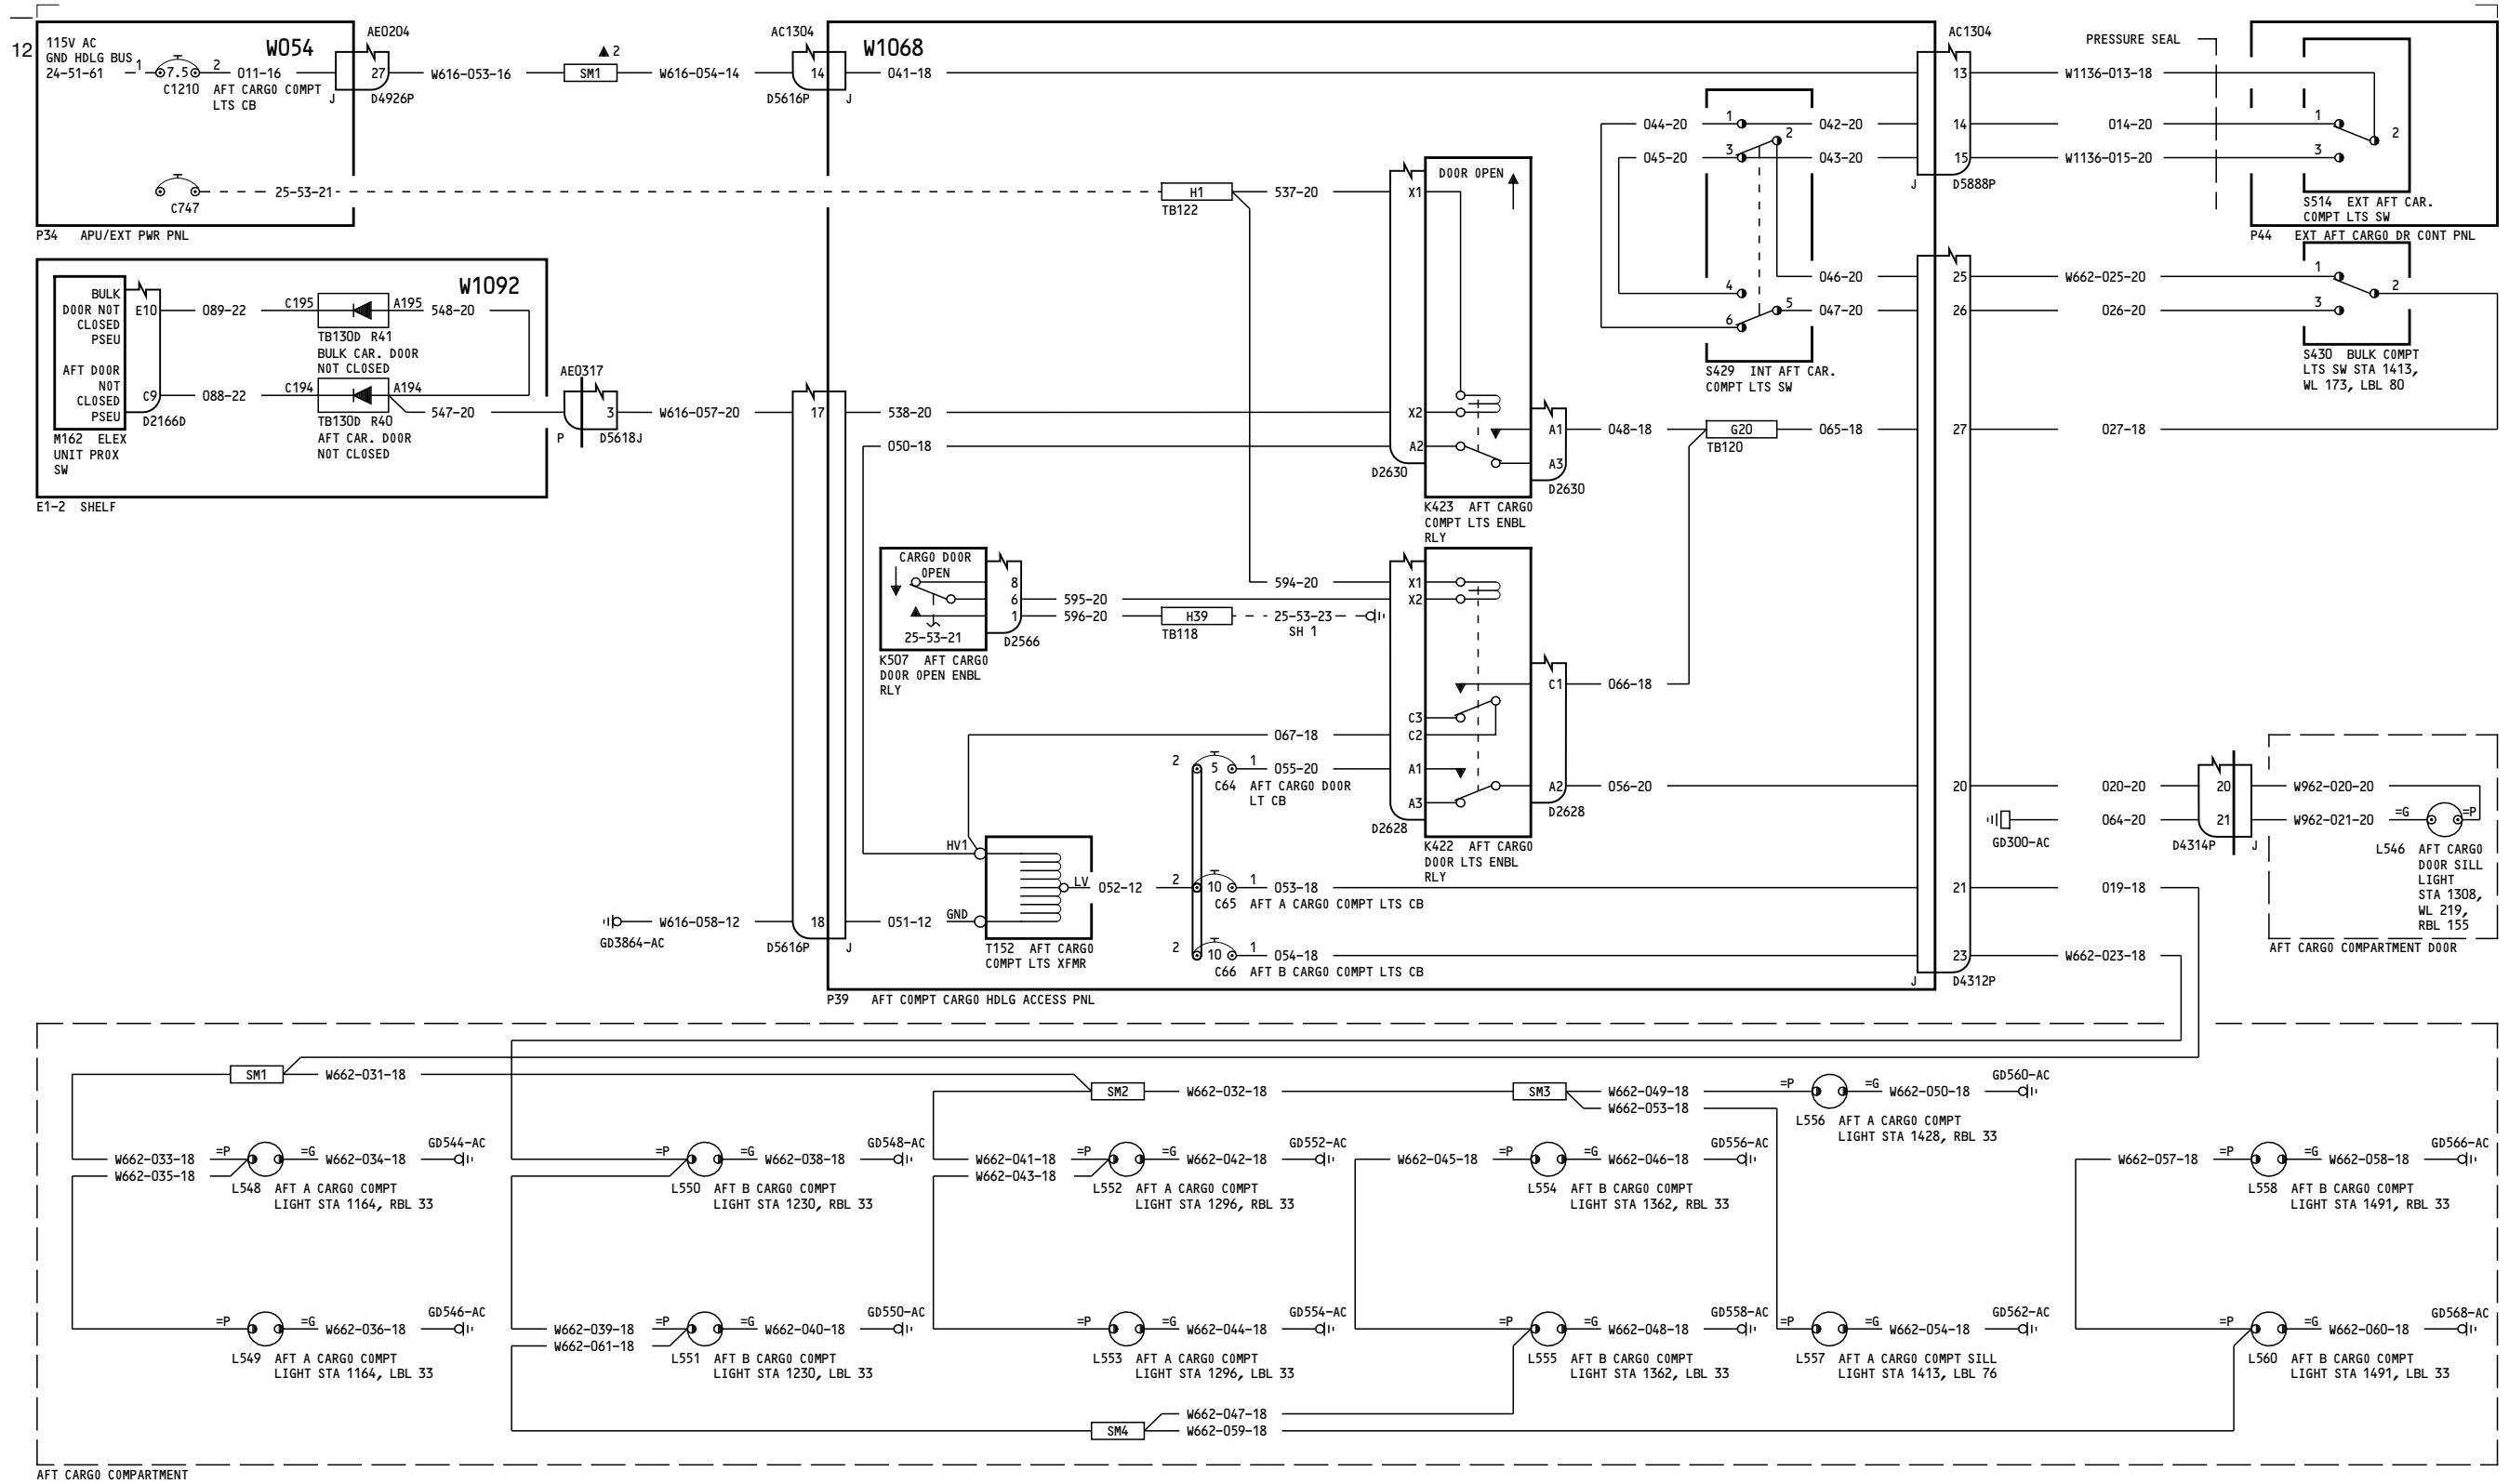 12
115V AC
GND HDLG BUS
24-51-61
1
7.5
2
011-16
C1210
AFT CARGO COMPT
LTS CB
W054
AE0204
27
J
D4926P
W616-053-16
▲ 2
SM1
W616-054-14
AC1304
14
D5616P
J
W1068
041-18
AC1304
13
W1136-013-18
PRESSURE SEAL
044-20
1
042-20
14
014-20
1
2
2
045-20
3
043-20
15
W1136-015-20
3
J
D5888P
S514 EXT AFT CAR.
COMPT LTS SW
P44 EXT AFT CARGO DR CONT PNL
C747
25-53-21
H1
TB122
537-20
X1
DOOR OPEN
P34 APU/EXT PWR PNL
W1092
BULK
DOOR NOT
CLOSED
PSEU
E10
089-22
C195
A195
548-20
TB130D R41
BULK CAR. DOOR
NOT CLOSED
AFT DOOR
NOT
CLOSED
PSEU
C9
D2166D
088-22
C194
A194
547-20
TB130D R40
AFT CAR. DOOR
NOT CLOSED
M162 ELEX
UNIT PROX
SW
E1-2 SHELF
AE0317
3
P
D5618J
W616-057-20
17
538-20
X2
050-18
A2
D2630
A1
A3
D2630
K423 AFT CARGO
COMPT LTS ENBL
RLY
048-18
G20
TB120
065-18
046-20
25
W662-025-20
1
2
4
5
6
047-20
26
026-20
3
S429 INT AFT CAR.
COMPT LTS SW
S430 BULK COMPT
LTS SW STA 1413,
WL 173, LBL 80
27
027-18
CARGO DOOR
OPEN
8
6
1
25-53-21
D2566
K507 AFT CARGO
DOOR OPEN ENBL
RLY
594-20
X1
595-20
X2
596-20
H39
TB118
25-53-23
SH 1
C1
066-18
C3
C2
067-18
2
5
1
055-20
C64
AFT CARGO DOOR
LT CB
A1
A3
D2628
A2
D2628
056-20
K422 AFT CARGO
DOOR LTS ENBL
RLY
20
020-20
20
W962-020-20
GD300-AC
064-20
21
W962-021-20
=G
=P
D4314P
J
L546 AFT CARGO
DOOR SILL
LIGHT
STA 1308,
WL 219,
RBL 155
AFT CARGO COMPARTMENT DOOR
HV1
LV
052-12
2
10
1
053-18
C65 AFT A CARGO COMPT LTS CB
21
019-18
GD3864-AC
W616-058-12
18
D5616P
J
051-12
GND
T152 AFT CARGO
COMPT LTS XFMR
2
10
1
054-18
C66 AFT B CARGO COMPT LTS CB
23
W662-023-18
J
D4312P
P39 AFT COMPT CARGO HDLG ACCESS PNL
SM1
W662-031-18
SM2
W662-032-18
SM3
W662-049-18
W662-053-18
=P
=G
W662-050-18
GD560-AC
L556 AFT A CARGO COMPT
LIGHT STA 1428, RBL 33
W662-033-18
W662-035-18
=P
=G
W662-034-18
GD544-AC
L548 AFT A CARGO COMPT
LIGHT STA 1164, RBL 33
=P
=G
W662-038-18
GD548-AC
L550 AFT B CARGO COMPT
LIGHT STA 1230, RBL 33
W662-041-18
W662-043-18
=P
=G
W662-042-18
GD552-AC
L552 AFT A CARGO COMPT
LIGHT STA 1296, RBL 33
W662-045-18
=P
=G
W662-046-18
GD556-AC
L554 AFT B CARGO COMPT
LIGHT STA 1362, RBL 33
W662-057-18
=P
=G
W662-058-18
GD566-AC
L558 AFT B CARGO COMPT
LIGHT STA 1491, RBL 33
=P
=G
W662-036-18
GD546-AC
L549 AFT A CARGO COMPT
LIGHT STA 1164, LBL 33
W662-039-18
W662-061-18
=P
=G
W662-040-18
GD550-AC
L551 AFT B CARGO COMPT
LIGHT STA 1230, LBL 33
=P
=G
W662-044-18
GD554-AC
L553 AFT A CARGO COMPT
LIGHT STA 1296, LBL 33
=P
=G
W662-048-18
GD558-AC
L555 AFT B CARGO COMPT
LIGHT STA 1362, LBL 33
=P
=G
W662-054-18
GD562-AC
L557 AFT A CARGO COMPT SILL
LIGHT STA 1413, LBL 76
=P
=G
W662-060-18
GD568-AC
L560 AFT B CARGO COMPT
LIGHT STA 1491, LBL 33
SM4
W662-047-18
W662-059-18
AFT CARGO COMPARTMENT